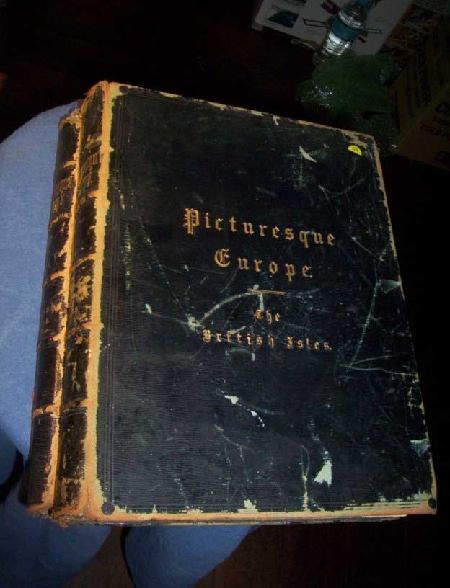 Picturesque
Europe.
The
British Isles.